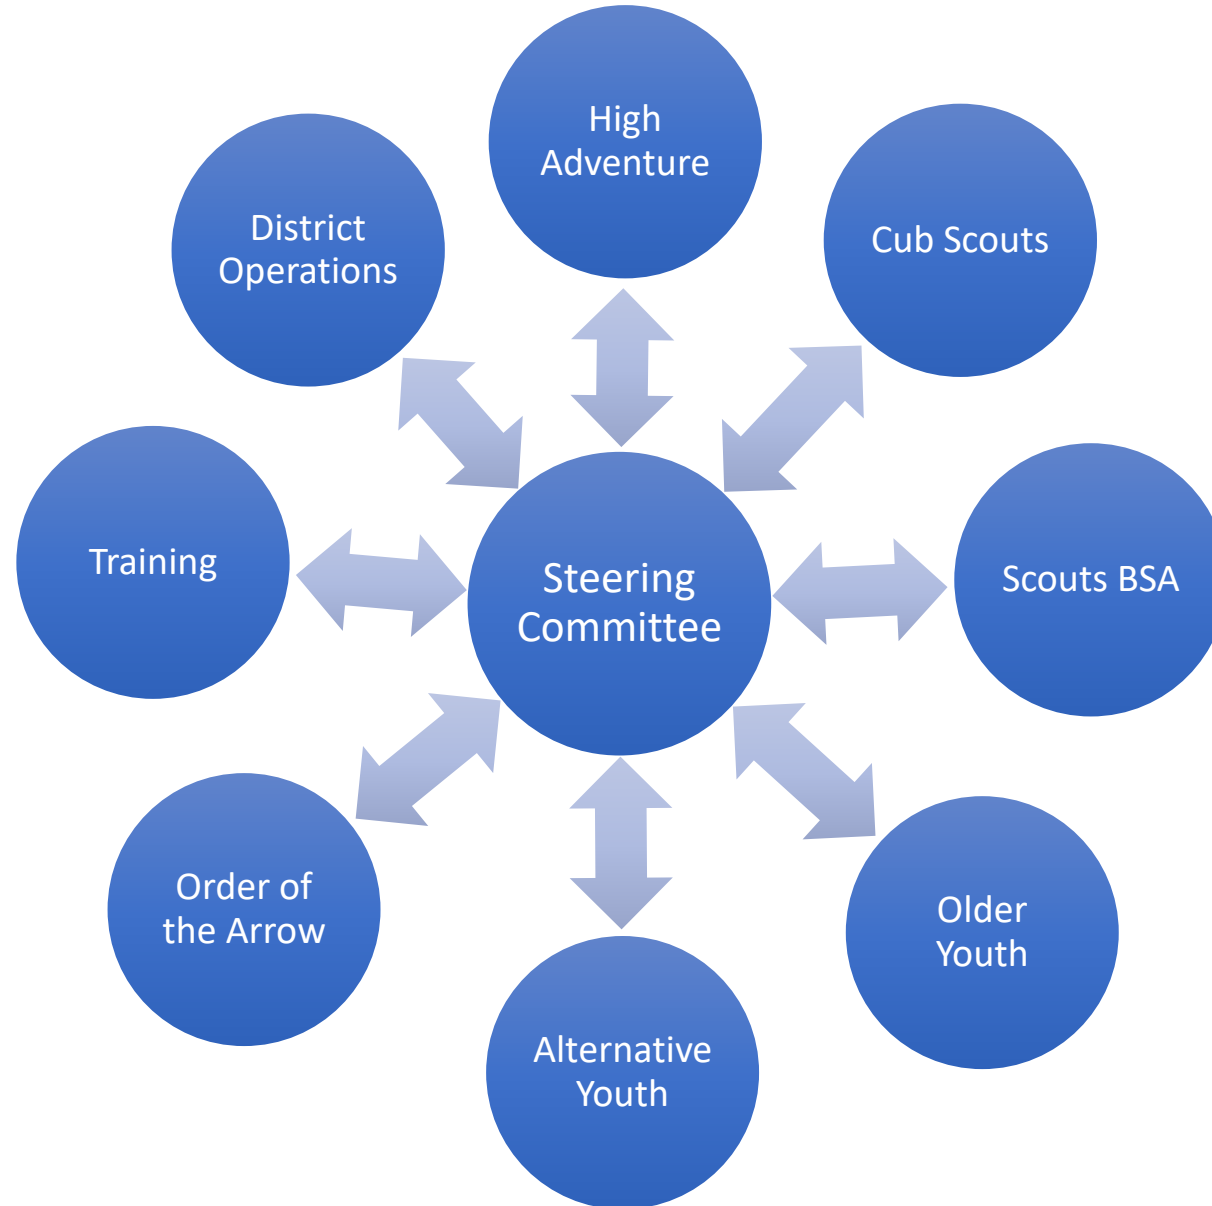 High
Adventure
Cub Scouts
District
Operations
Scouts BSA
Training
Steering
Committee
Older
Youth
Order of
the Arrow
Alternative
Youth